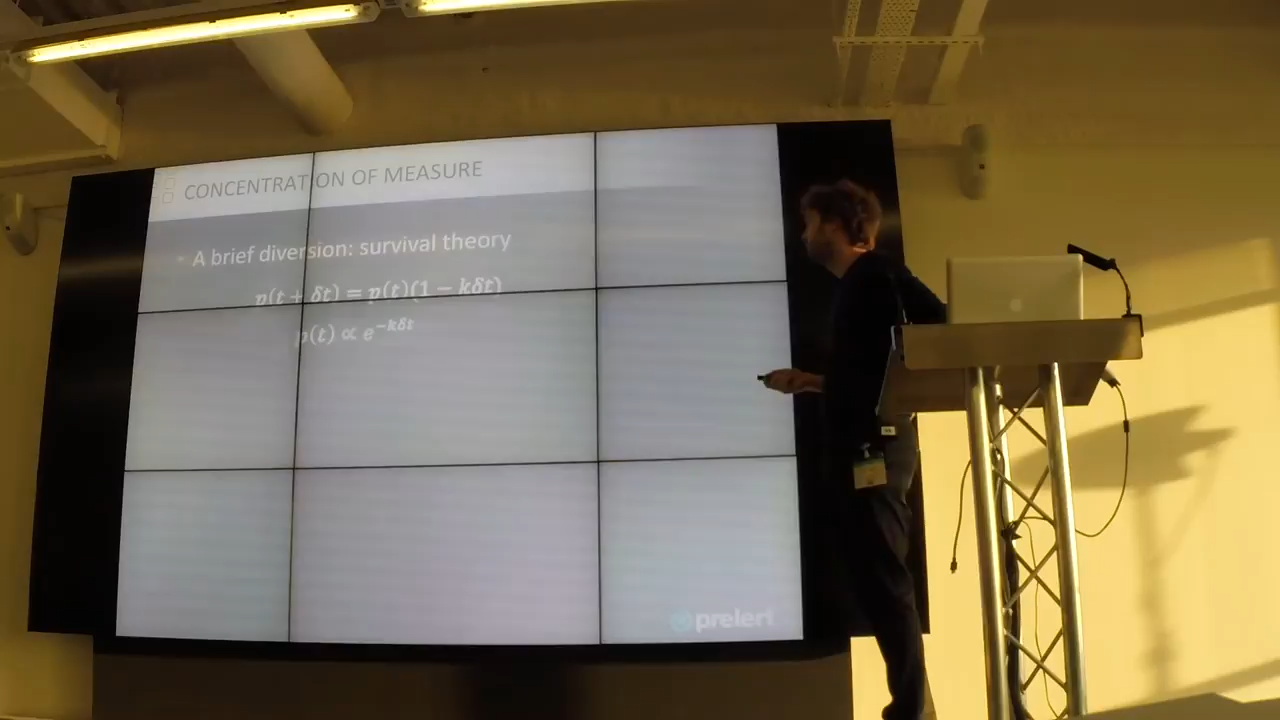 CONCENTRATION OF MEASURE
• A brief diversion: survival theory
p(t + δt) = p(t)(1 − kδt)
p(t) ∝ e^{−kδt}
prelert